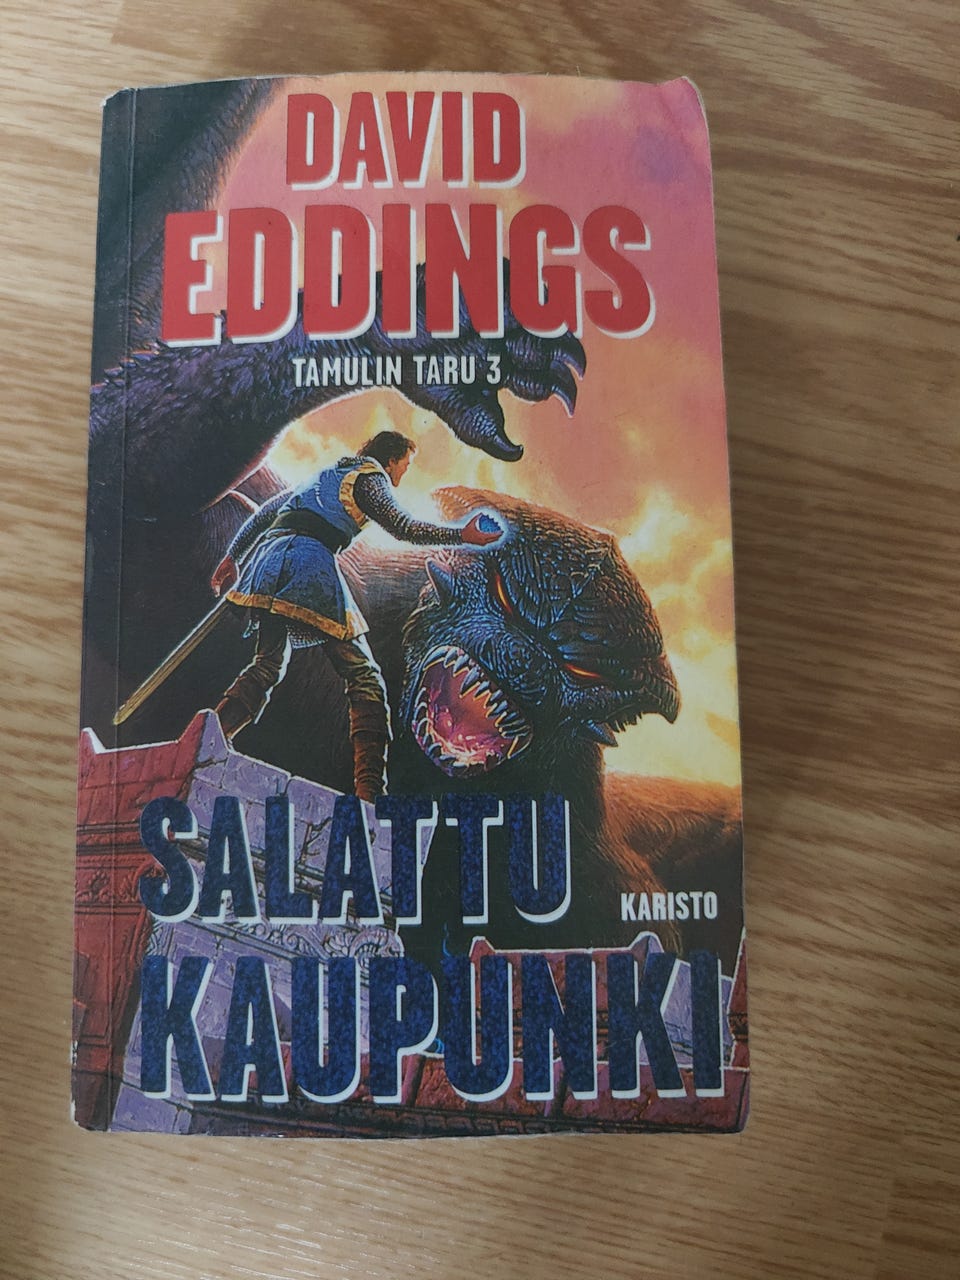 DAVID
EDDINGS
TAMULIN TARU 3
SALATTU
KARISTO
KAUPUNKI